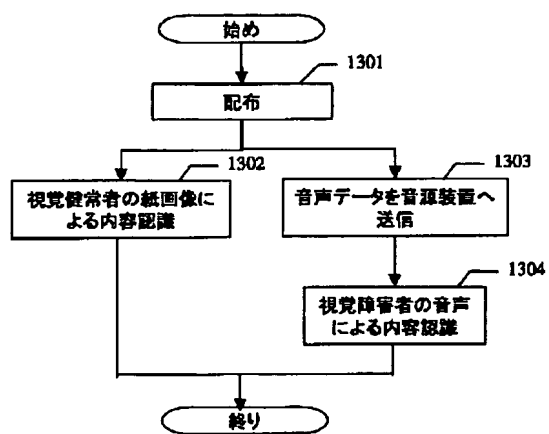 始め
1301
配布
1302
1303
視覚健常者の紙画像に
よる内容認識
音声データを音源装置へ
送信
1304
視覚障害者の音声
による内容認識
終り